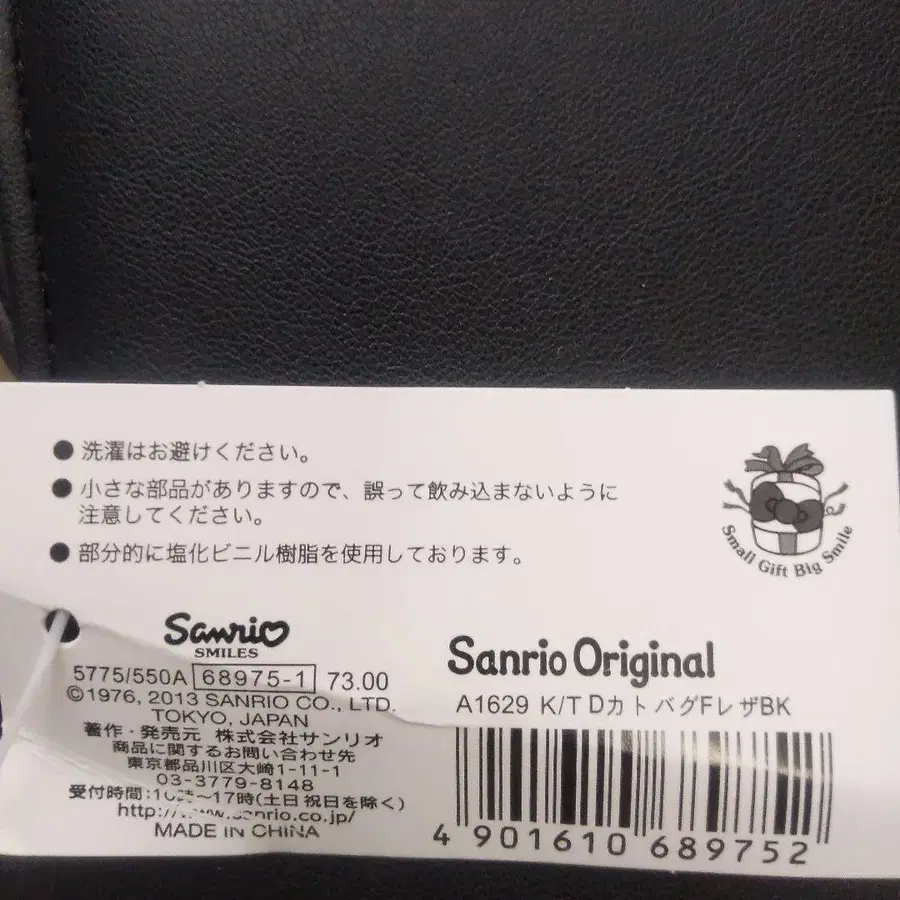 ● 洗濯はお避けください。
● 小さな部品がありますので、誤って飲み込まないように
注意してください。
● 部分的に塩化ビニル樹脂を使用しております。
Small Gift Big Smile
Sanrio
SMILES
5775/550A 68975-1 73.00
©1976, 2013 SANRIO CO., LTD.
TOKYO, JAPAN
著作・発売元 株式会社サンリオ
商品に関するお問い合わせ先
東京都品川区大崎1-11-1
03-3779-8148
受付時間:10時～17時(土日祝日を除く)
http://www.sanrio.co.jp/
MADE IN CHINA
Sanrio Original
A1629 K/T DカトバグFレザBK
4 901610 689752